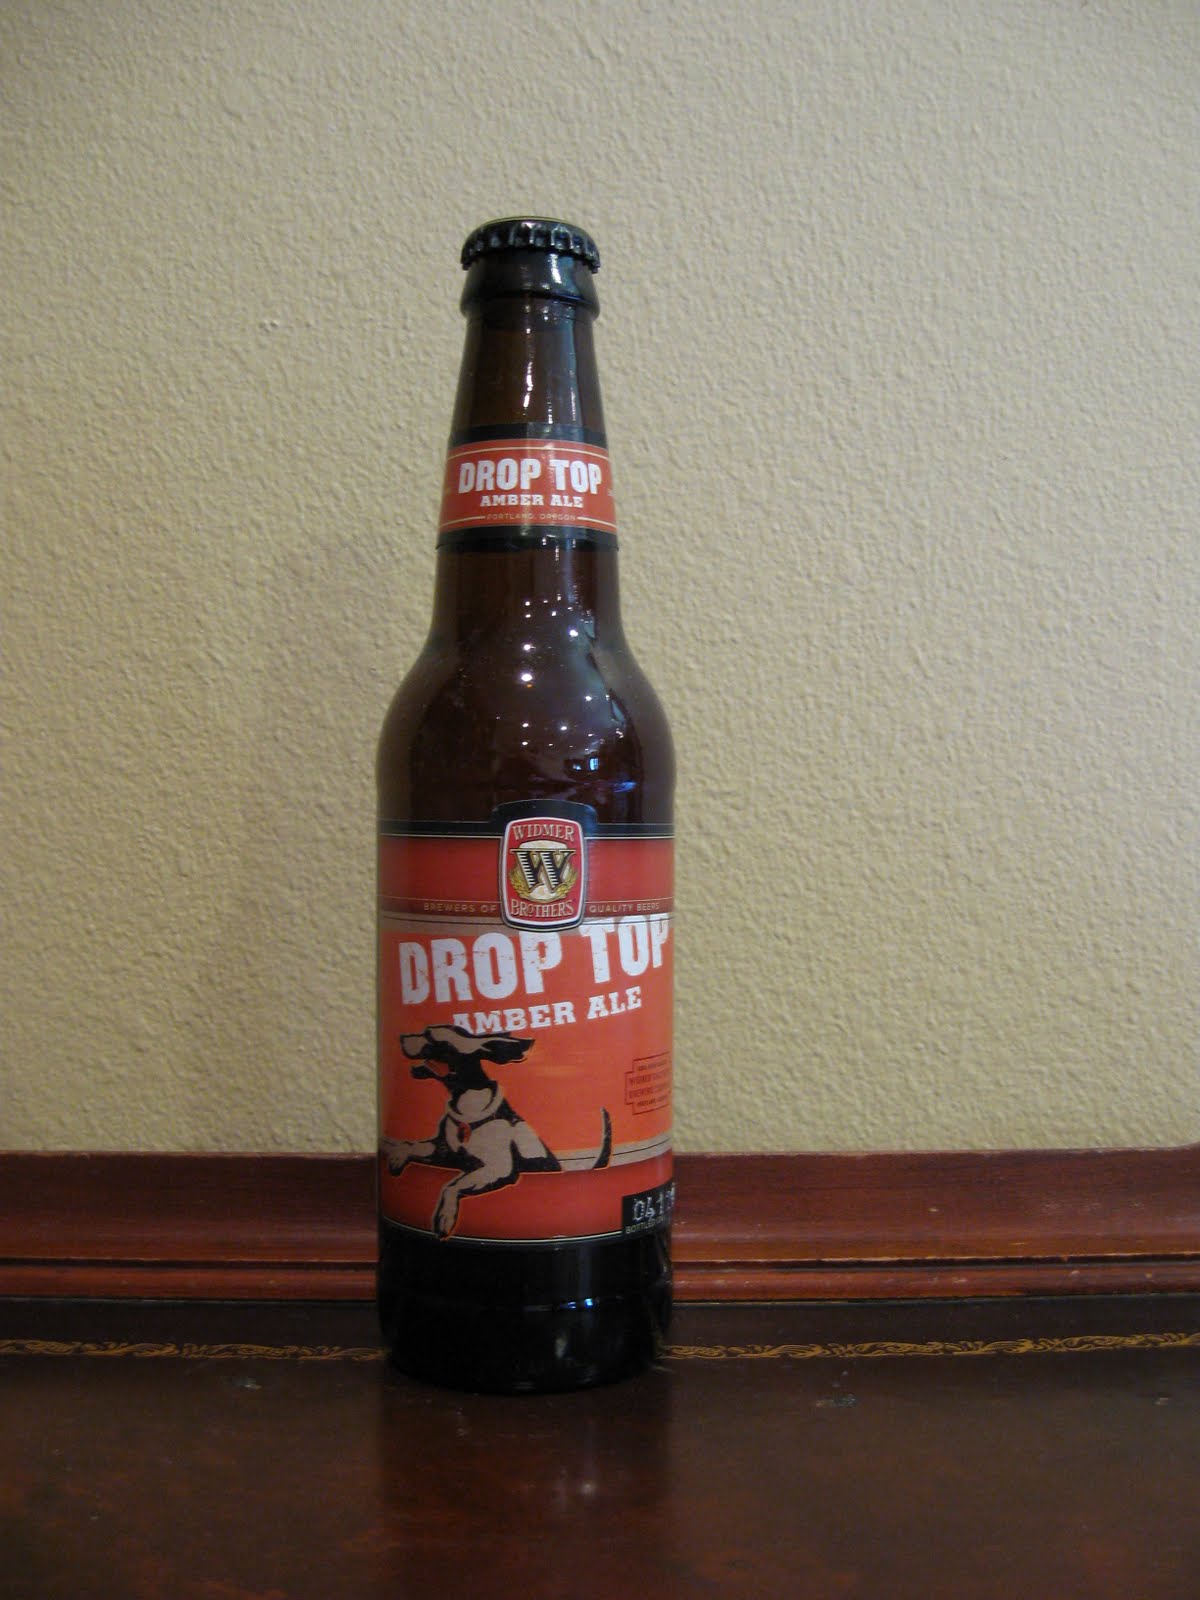 DROP TOP
AMBER ALE
PORTLAND, OREGON
WIDMER
W
BROTHERS
BREWERS OF QUALITY BEERS
DROP TOP
AMBER ALE